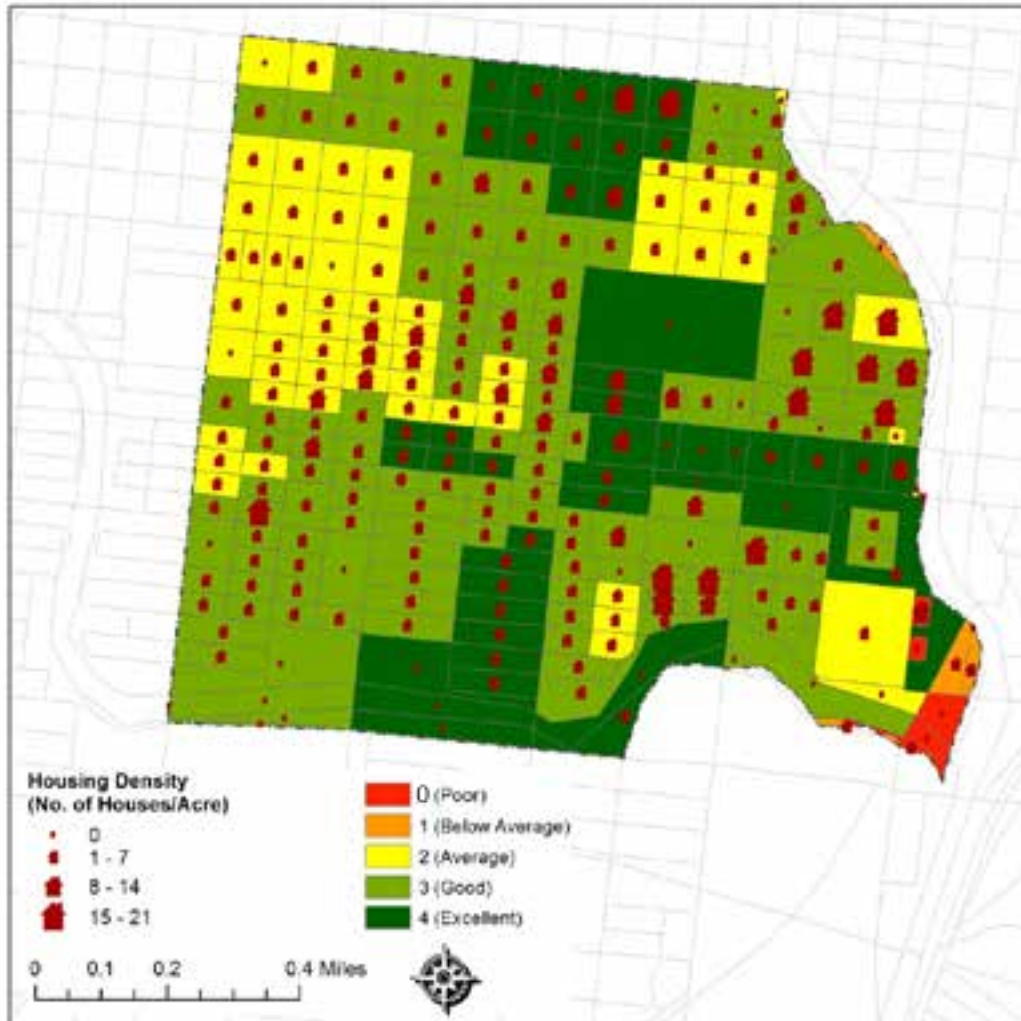 Housing Density
(No. of Houses/Acre)
0
1 - 7
8 - 14
15 - 21
0 (Poor)
1 (Below Average)
2 (Average)
3 (Good)
4 (Excellent)
0 0.1 0.2 0.4 Miles